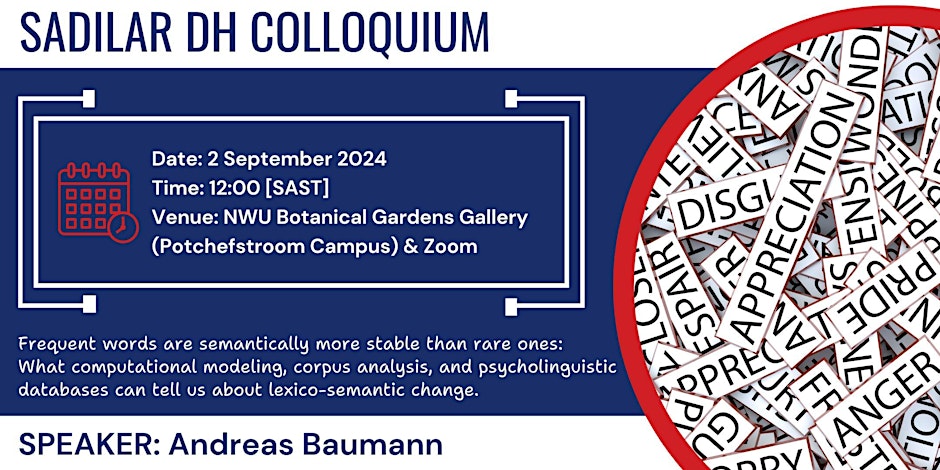 SADILAR DH COLLOQUIUM
Date: 2 September 2024
Time: 12:00 [SAST]
Venue: NWU Botanical Gardens Gallery
(Potchefstroom Campus) & Zoom
Frequent words are semantically more stable than rare ones:
What computational modeling, corpus analysis, and psycholinguistic
databases can tell us about lexico-semantic change.
SPEAKER: Andreas Baumann
APPRECIATION
PRIDE
ANGER